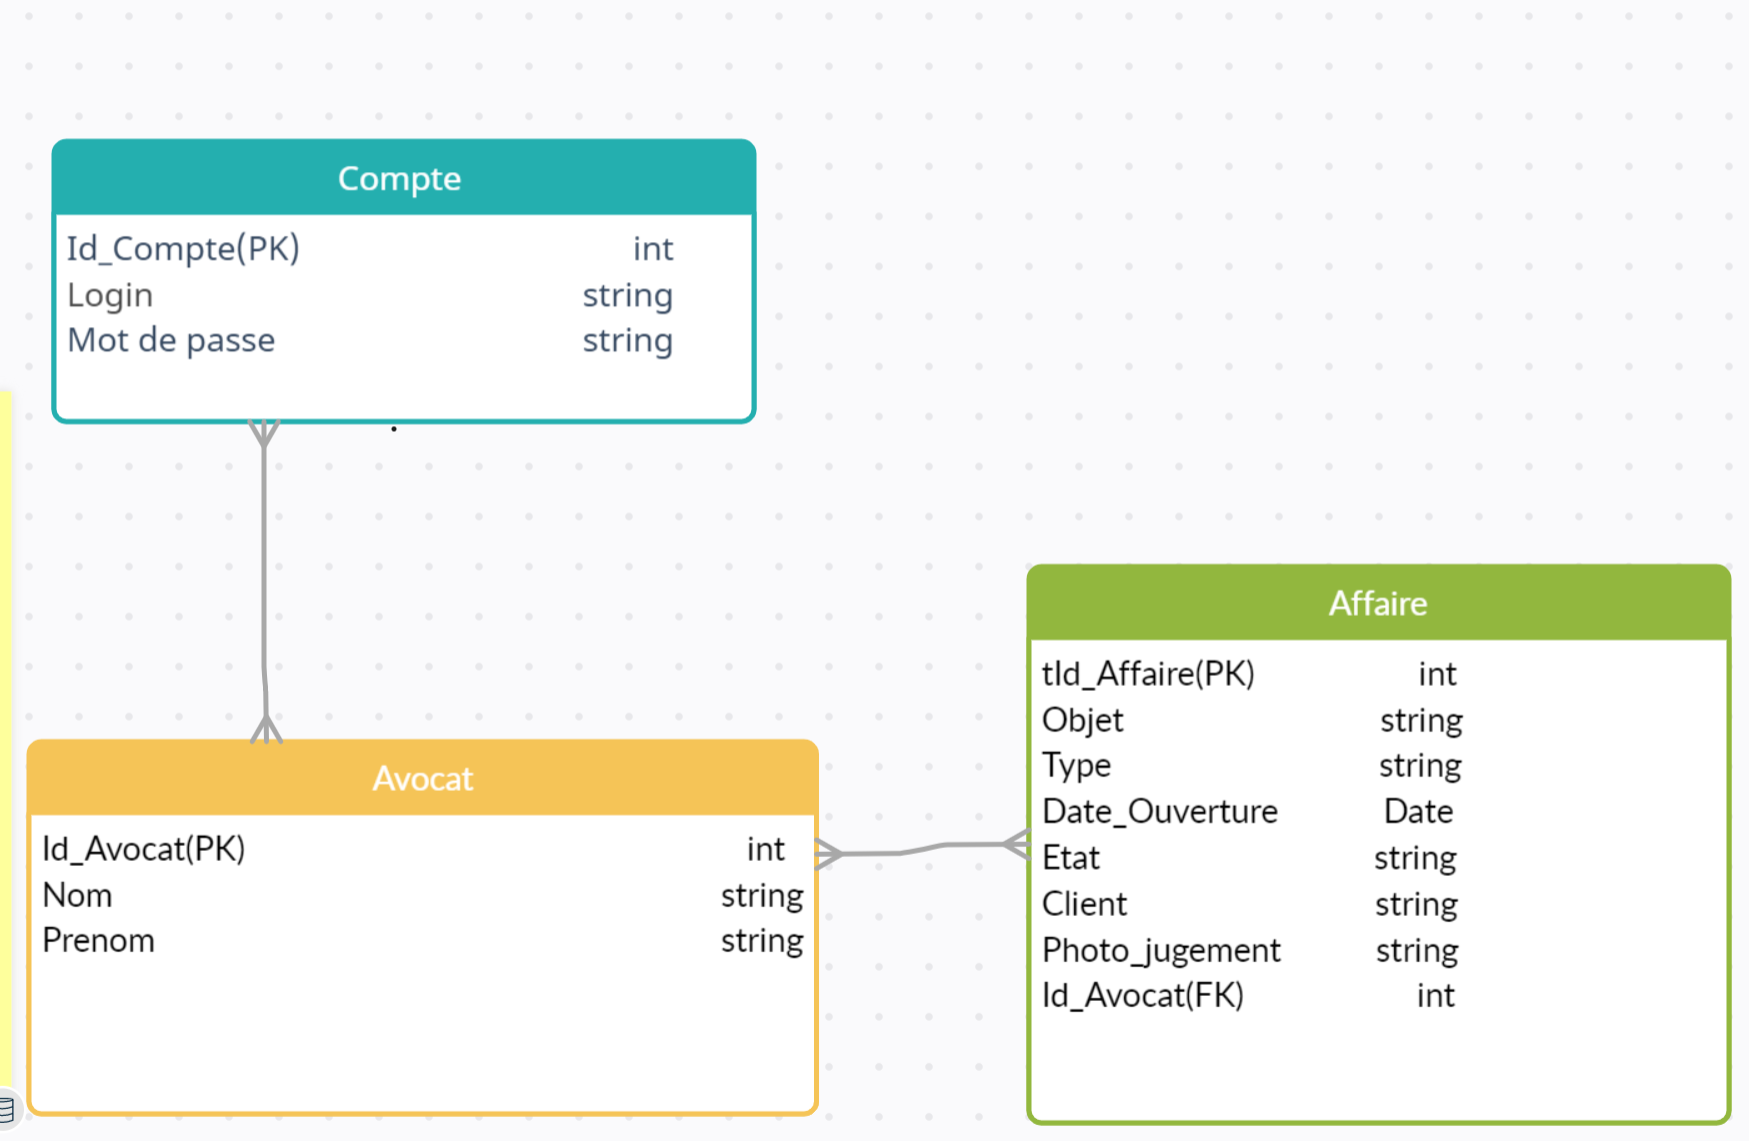 Compte
Id_Compte(PK) int
Login string
Mot de passe string
Avocat
Id_Avocat(PK) int
Nom string
Prenom string
Affaire
tId_Affaire(PK) int
Objet string
Type string
Date_Ouverture Date
Etat string
Client string
Photo_jugement string
Id_Avocat(FK) int